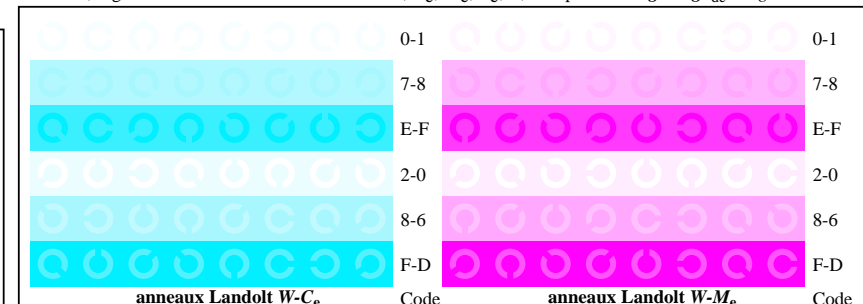 0-1 0-1
7-8 7-8
E-F E-F
2-0 2-0
8-6 8-6
F-D F-D
anneaux Landolt W-Ce Code anneaux Landolt W-Me Code